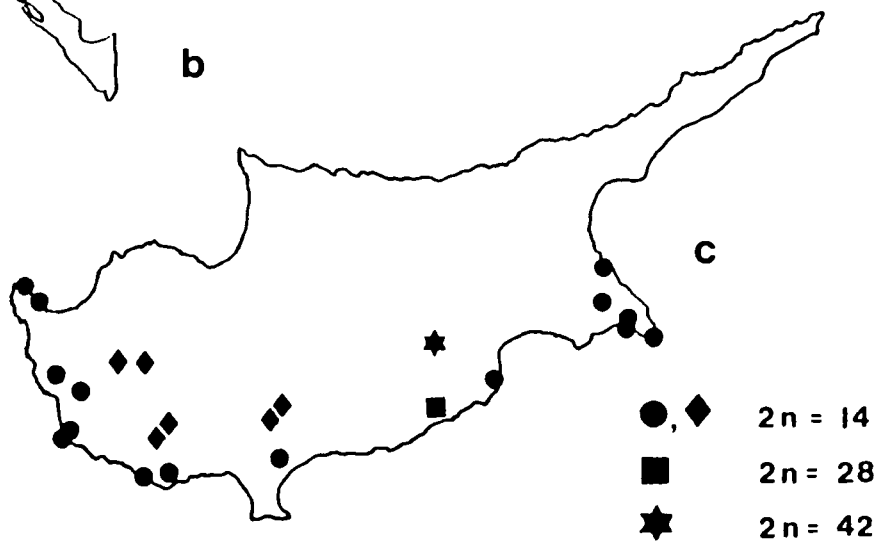 b
c
, 2n = 14
2n = 28
2n = 42